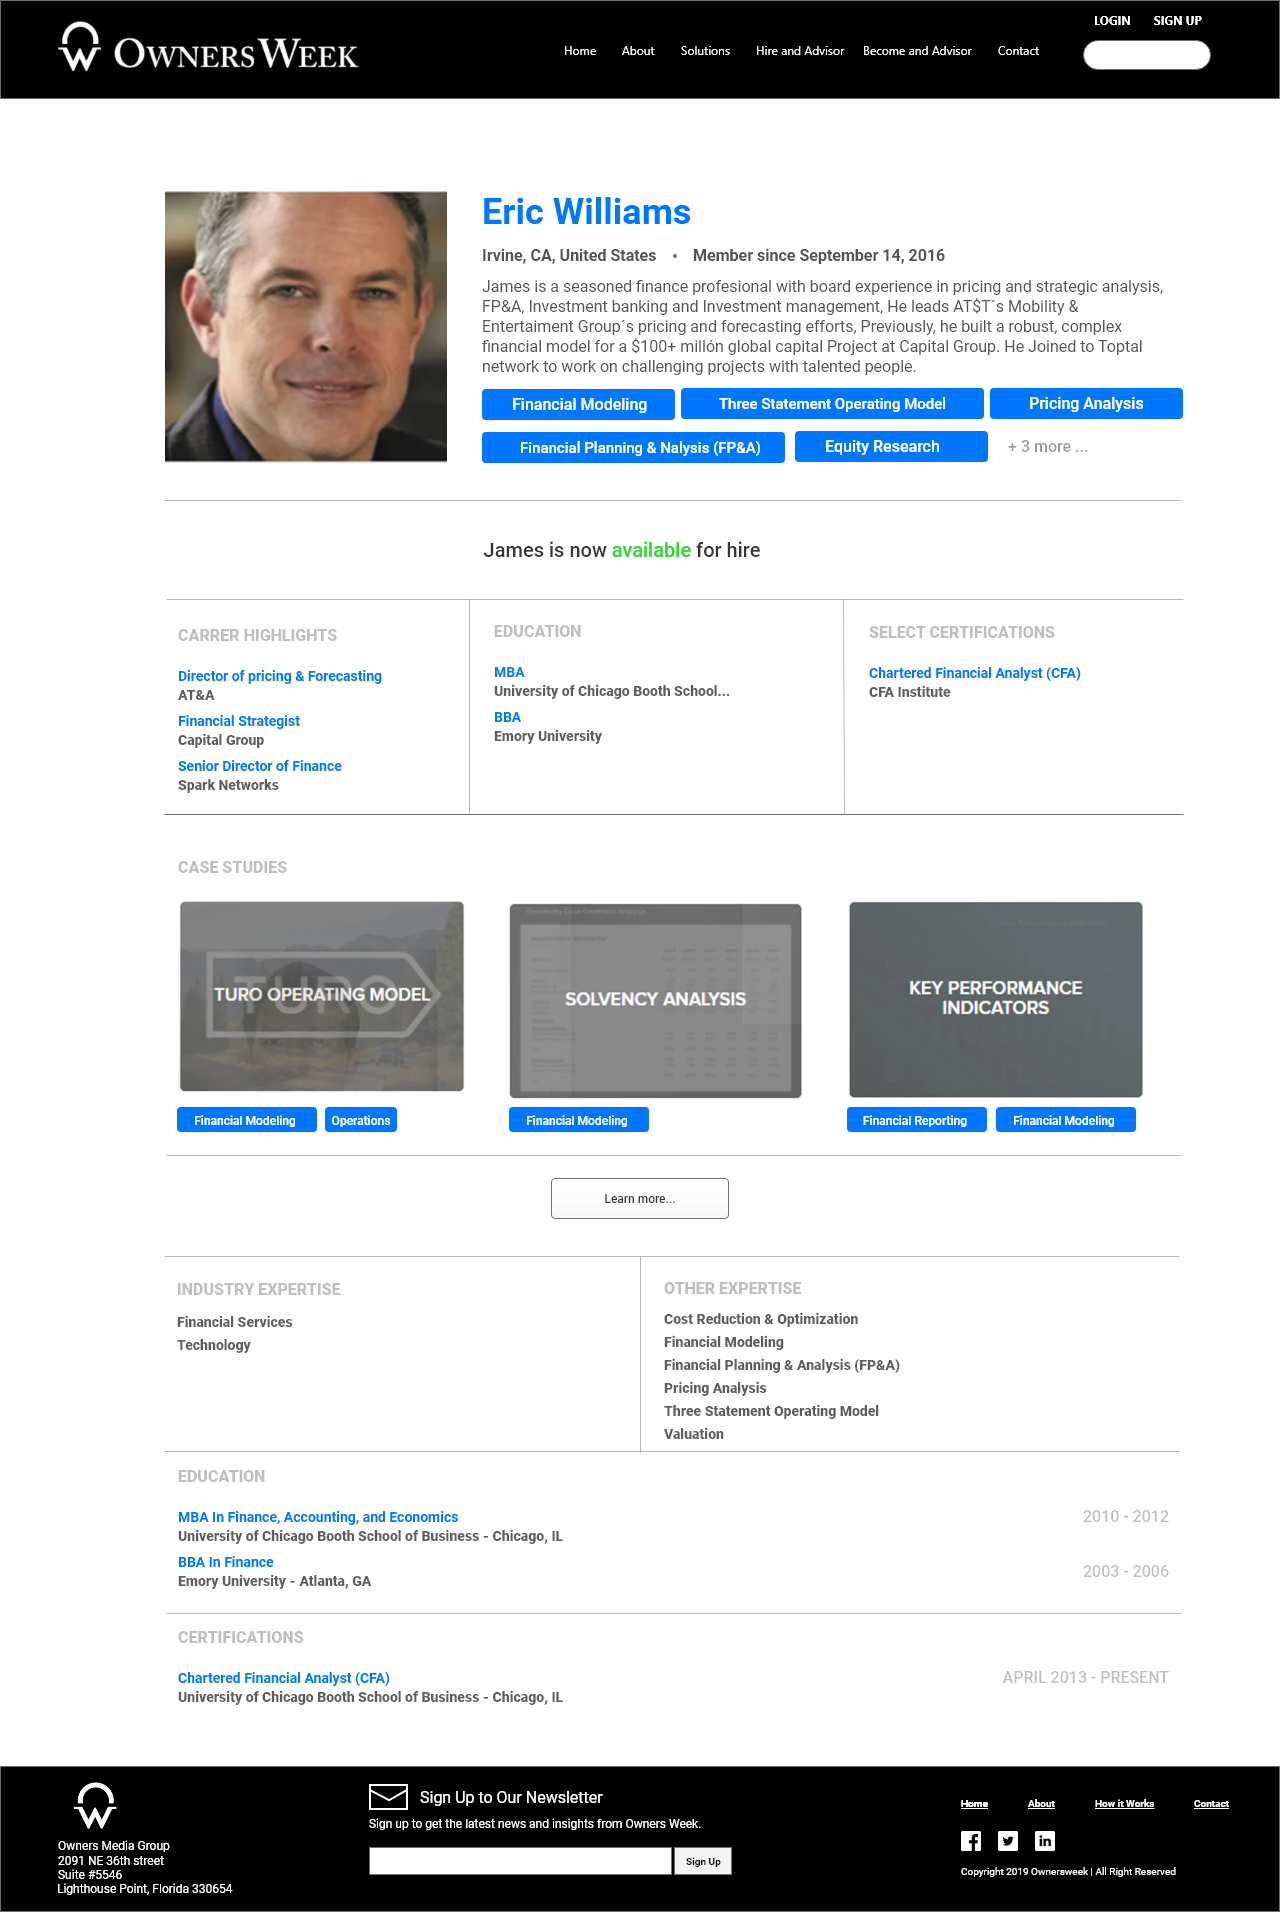 LOGIN SIGN UP
OWNERS WEEK
Home About Solutions Hire and Advisor Become and Advisor Contact
Eric Williams
Irvine, CA, United States • Member since September 14, 2016
James is a seasoned finance profesional with board experience in pricing and strategic analysis,
FP&A, Investment banking and Investment management, He leads AT$T´s Mobility &
Entertaiment Group´s pricing and forecasting efforts, Previously, he built a robust, complex
financial model for a $100+ millón global capital Project at Capital Group. He Joined to Toptal
network to work on challenging projects with talented people.
Financial Modeling Three Statement Operating Model Pricing Analysis
Financial Planning & Nalysis (FP&A) Equity Research + 3 more ...
James is now available for hire
CARRER HIGHLIGHTS
Director of pricing & Forecasting
AT&A
Financial Strategist
Capital Group
Senior Director of Finance
Spark Networks
EDUCATION
MBA
University of Chicago Booth School...
BBA
Emory University
SELECT CERTIFICATIONS
Chartered Financial Analyst (CFA)
CFA Institute
CASE STUDIES
TURO
TURO OPERATING MODEL
Financial Modeling Operations
SOLVENCY ANALYSIS
Financial Modeling
KEY PERFORMANCE
INDICATORS
Financial Reporting Financial Modeling
Learn more...
INDUSTRY EXPERTISE
Financial Services
Technology
OTHER EXPERTISE
Cost Reduction & Optimization
Financial Modeling
Financial Planning & Analysis (FP&A)
Pricing Analysis
Three Statement Operating Model
Valuation
EDUCATION
MBA In Finance, Accounting, and Economics 2010 - 2012
University of Chicago Booth School of Business - Chicago, IL
BBA In Finance 2003 - 2006
Emory University - Atlanta, GA
CERTIFICATIONS
Chartered Financial Analyst (CFA) APRIL 2013 - PRESENT
University of Chicago Booth School of Business - Chicago, IL
Owners Media Group
2091 NE 36th street
Suite #5546
Lighthouse Point, Florida 330654
Sign Up to Our Newsletter
Sign up to get the latest news and insights from Owners Week.
Sign Up
Home About How it Works Contact
Copyright 2019 Ownersweek | All Right Reserved